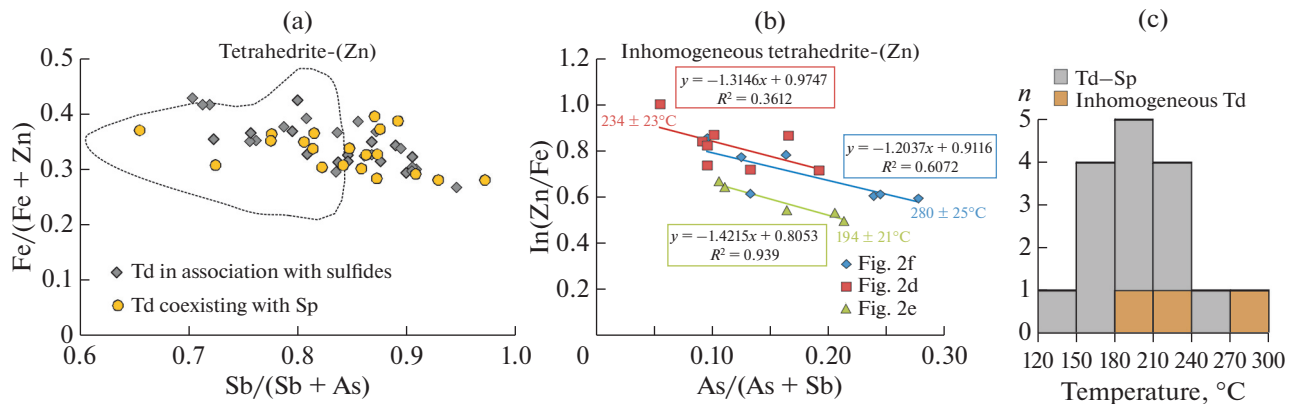 (a)
Tetrahedrite-(Zn)
0.5
0.4
0.3
0.2
0.1
0
Fe/(Fe + Zn)
Td in association with sulfides
Td coexisting with Sp
0.6 0.7 0.8 0.9 1.0
Sb/(Sb + As)
(b)
Inhomogeneous tetrahedrite-(Zn)
1.2
1.0
0.8
0.6
0.4
0.2
0
In(Zn/Fe)
y = −1.3146x + 0.9747
R² = 0.3612
234 ± 23°C
y = −1.2037x + 0.9116
R² = 0.6072
280 ± 25°C
194 ± 21°C
y = −1.4215x + 0.8053
R² = 0.939
Fig. 2f
Fig. 2d
Fig. 2e
0.10 0.20 0.30
As/(As + Sb)
(c)
Td–Sp
Inhomogeneous Td
n
5
4
3
2
1
0
120 150 180 210 240 300
Temperature, °C